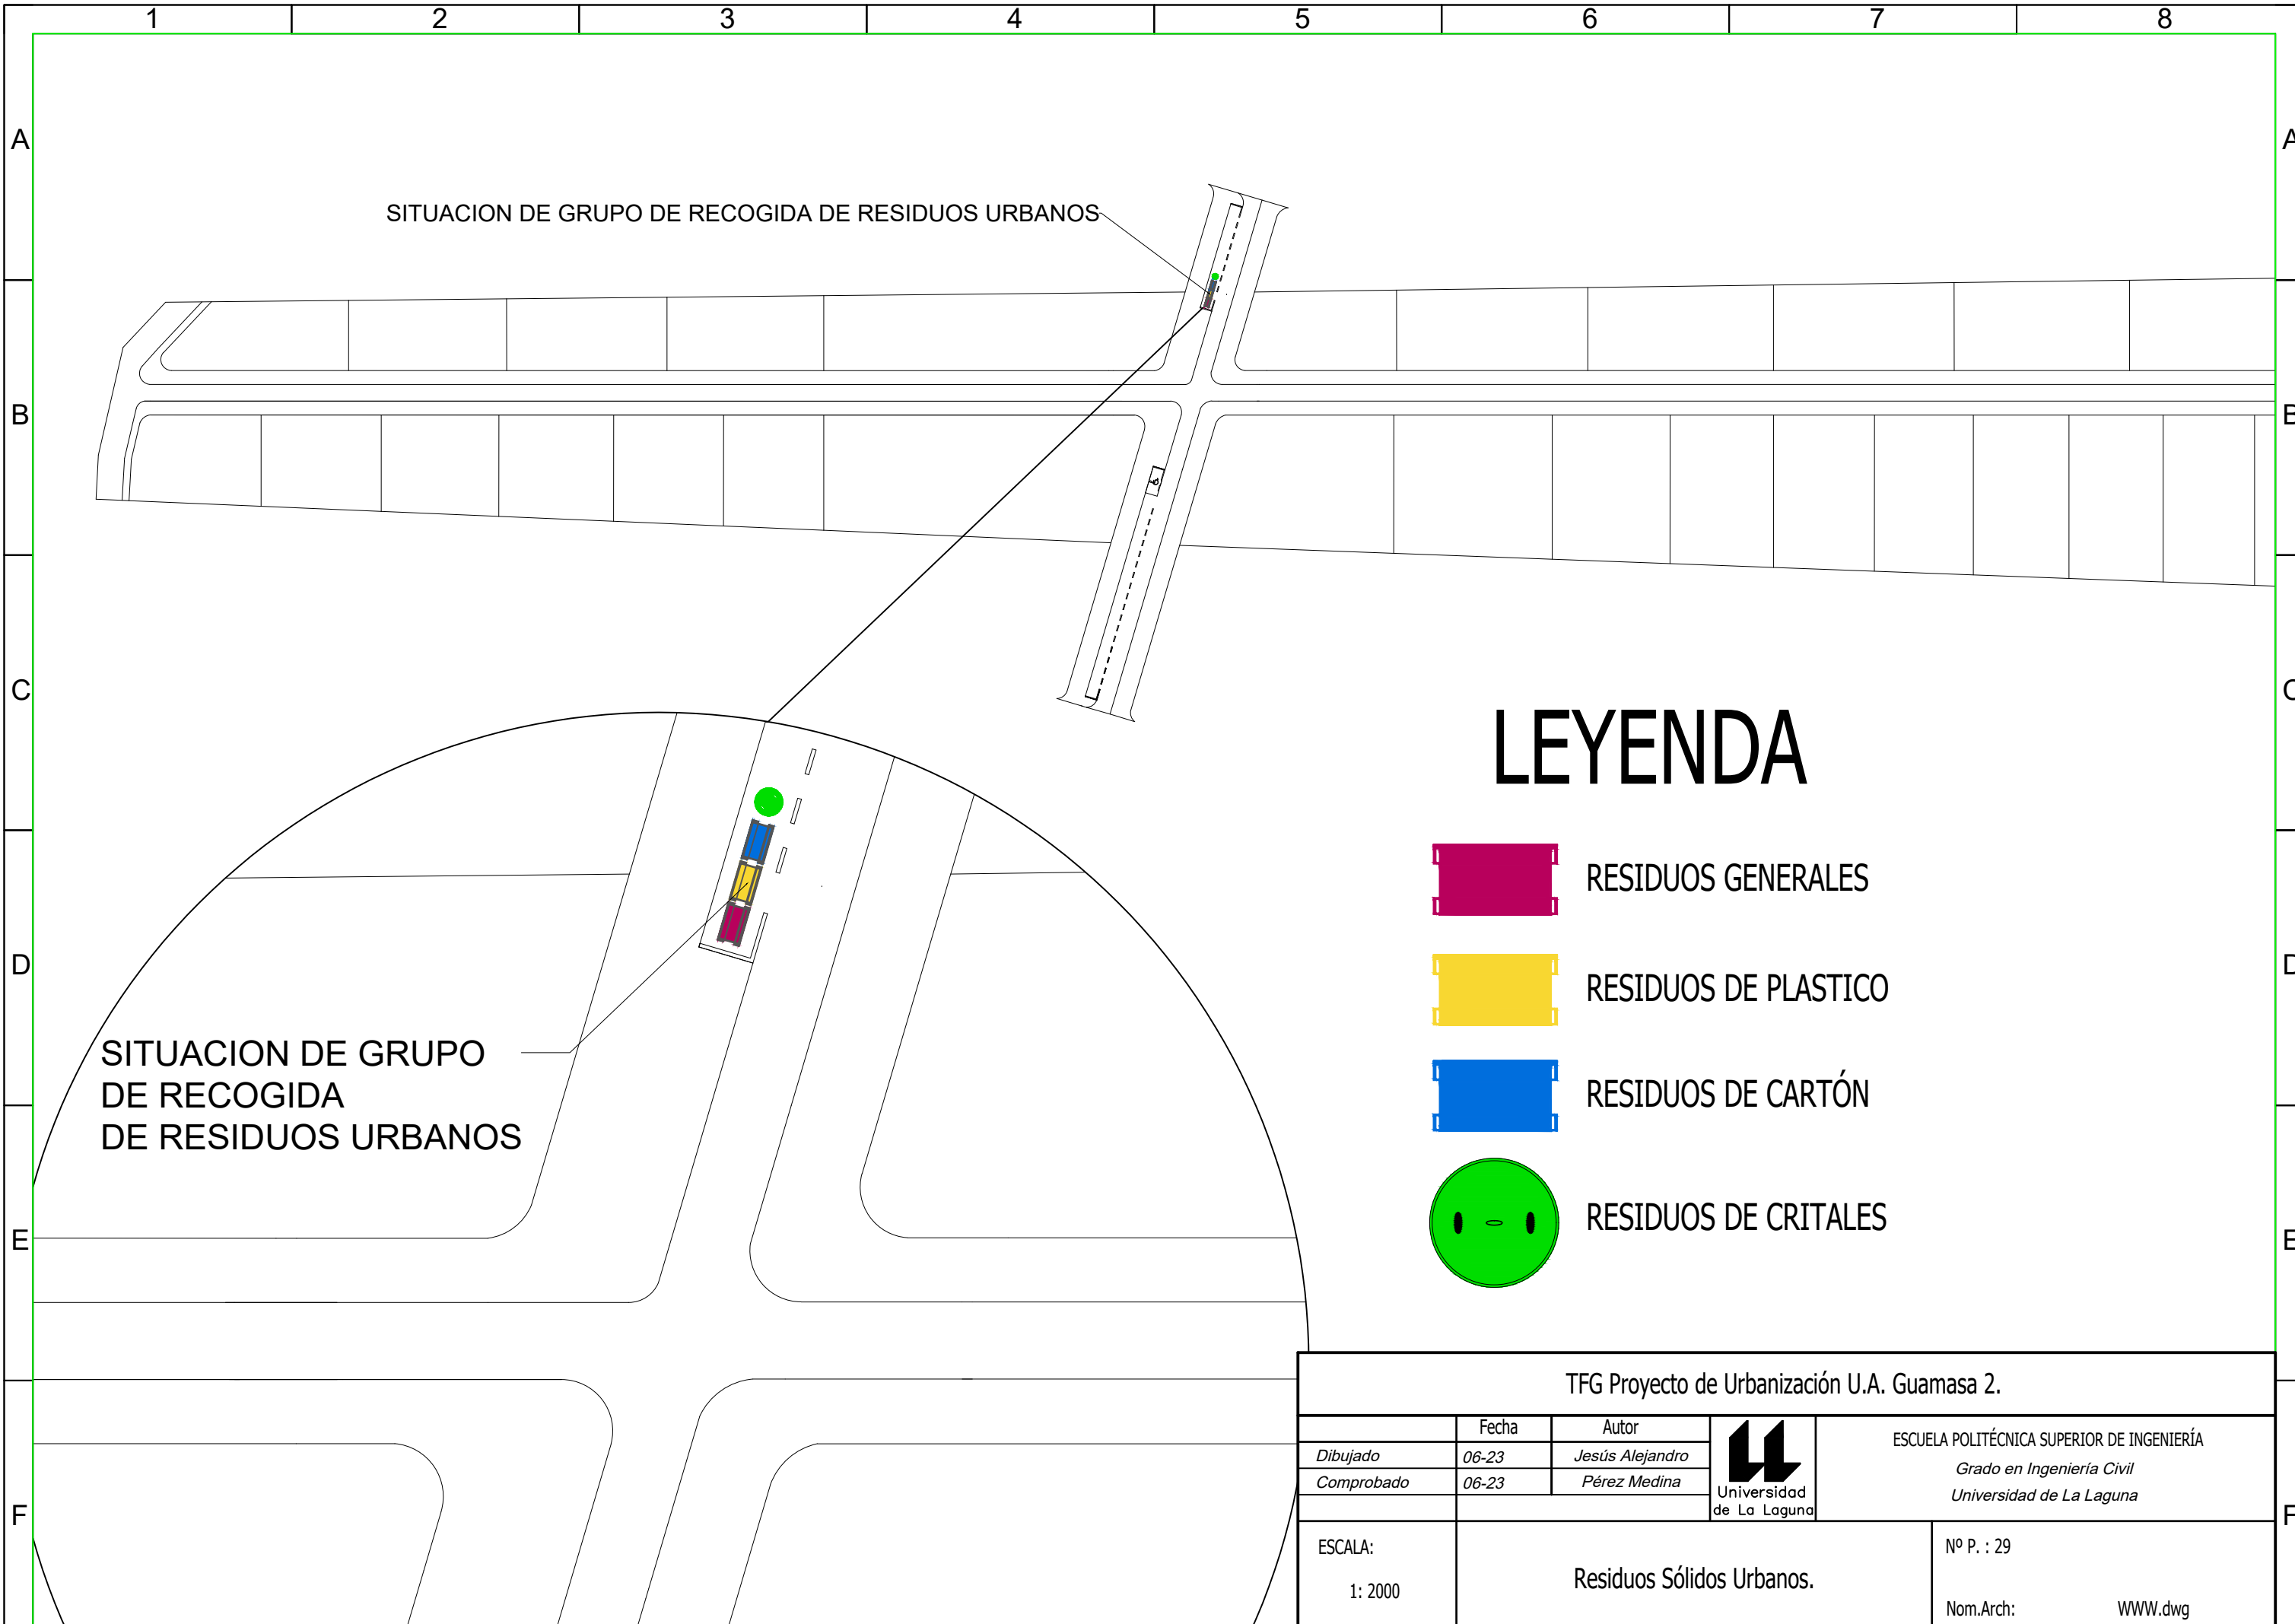 1 2 3 4 5 6 7 8
A A
SITUACION DE GRUPO DE RECOGIDA DE RESIDUOS URBANOS
B B
C C
LEYENDA
RESIDUOS GENERALES
D D
RESIDUOS DE PLASTICO
SITUACION DE GRUPO
DE RECOGIDA
DE RESIDUOS URBANOS
RESIDUOS DE CARTÓN
RESIDUOS DE CRITALES
E E
TFG Proyecto de Urbanización U.A. Guamasa 2.
Fecha Autor
Dibujado 06-23 Jesús Alejandro
Comprobado 06-23 Pérez Medina
Universidad
de La Laguna
ESCUELA POLITÉCNICA SUPERIOR DE INGENIERÍA
Grado en Ingeniería Civil
Universidad de La Laguna
F F
ESCALA:
1: 2000
Residuos Sólidos Urbanos.
Nº P. : 29
Nom.Arch: WWW.dwg